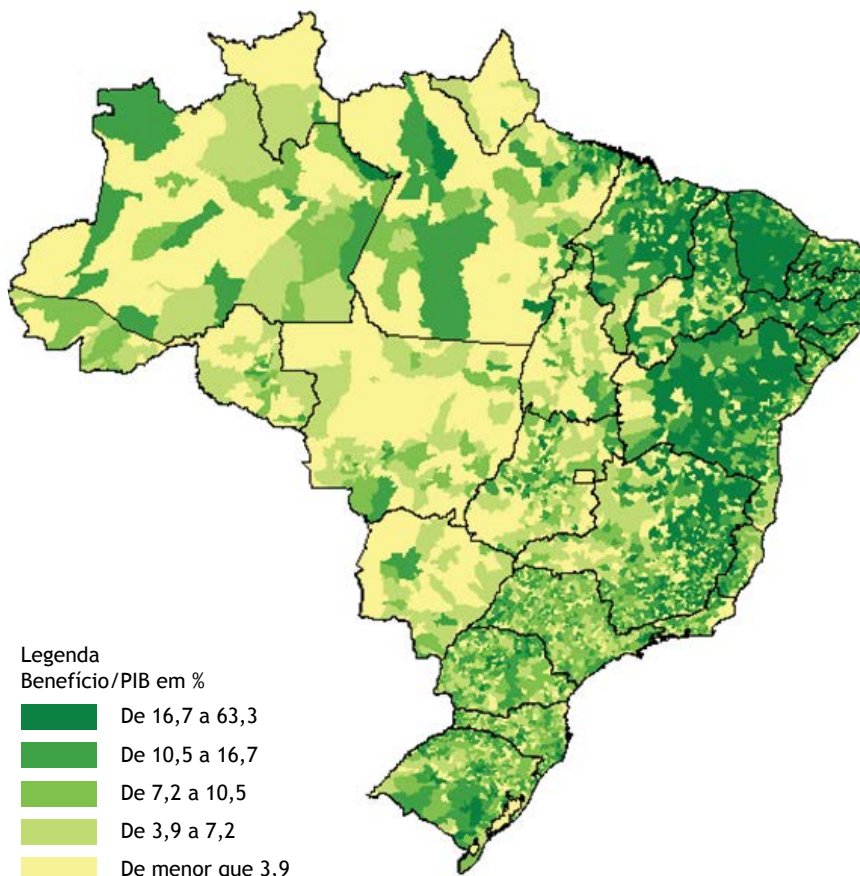 Legenda
Benefício/PIB em %
De 16,7 a 63,3
De 10,5 a 16,7
De 7,2 a 10,5
De 3,9 a 7,2
De menor que 3,9